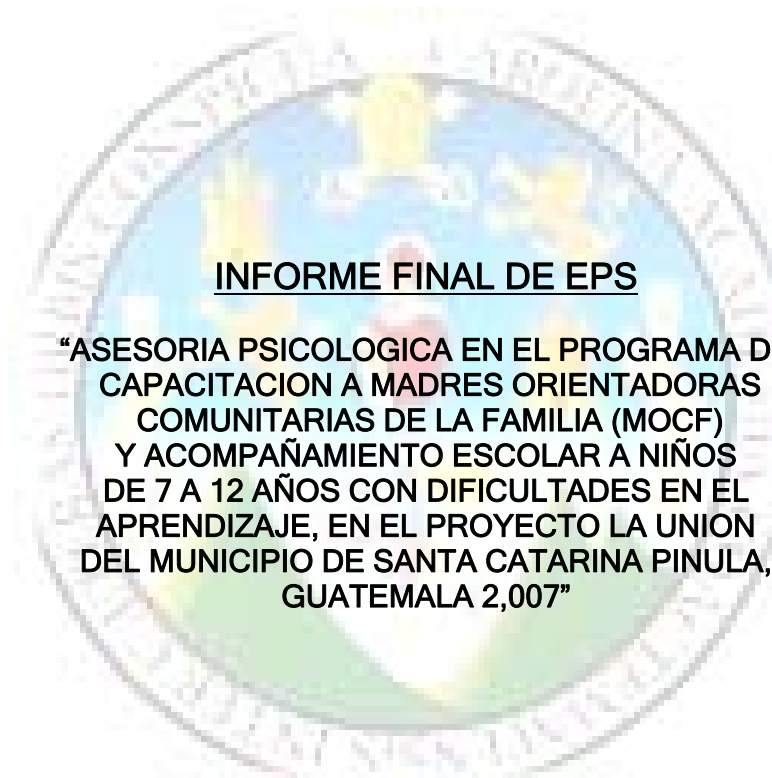 INFORME FINAL DE EPS
“ASESORIA PSICOLOGICA EN EL PROGRAMA D
CAPACITACION A MADRES ORIENTADORAS
COMUNITARIAS DE LA FAMILIA (MOCF)
Y ACOMPAÑAMIENTO ESCOLAR A NIÑOS
DE 7 A 12 AÑOS CON DIFICULTADES EN EL
APRENDIZAJE, EN EL PROYECTO LA UNION
DEL MUNICIPIO DE SANTA CATARINA PINULA,
GUATEMALA 2,007”